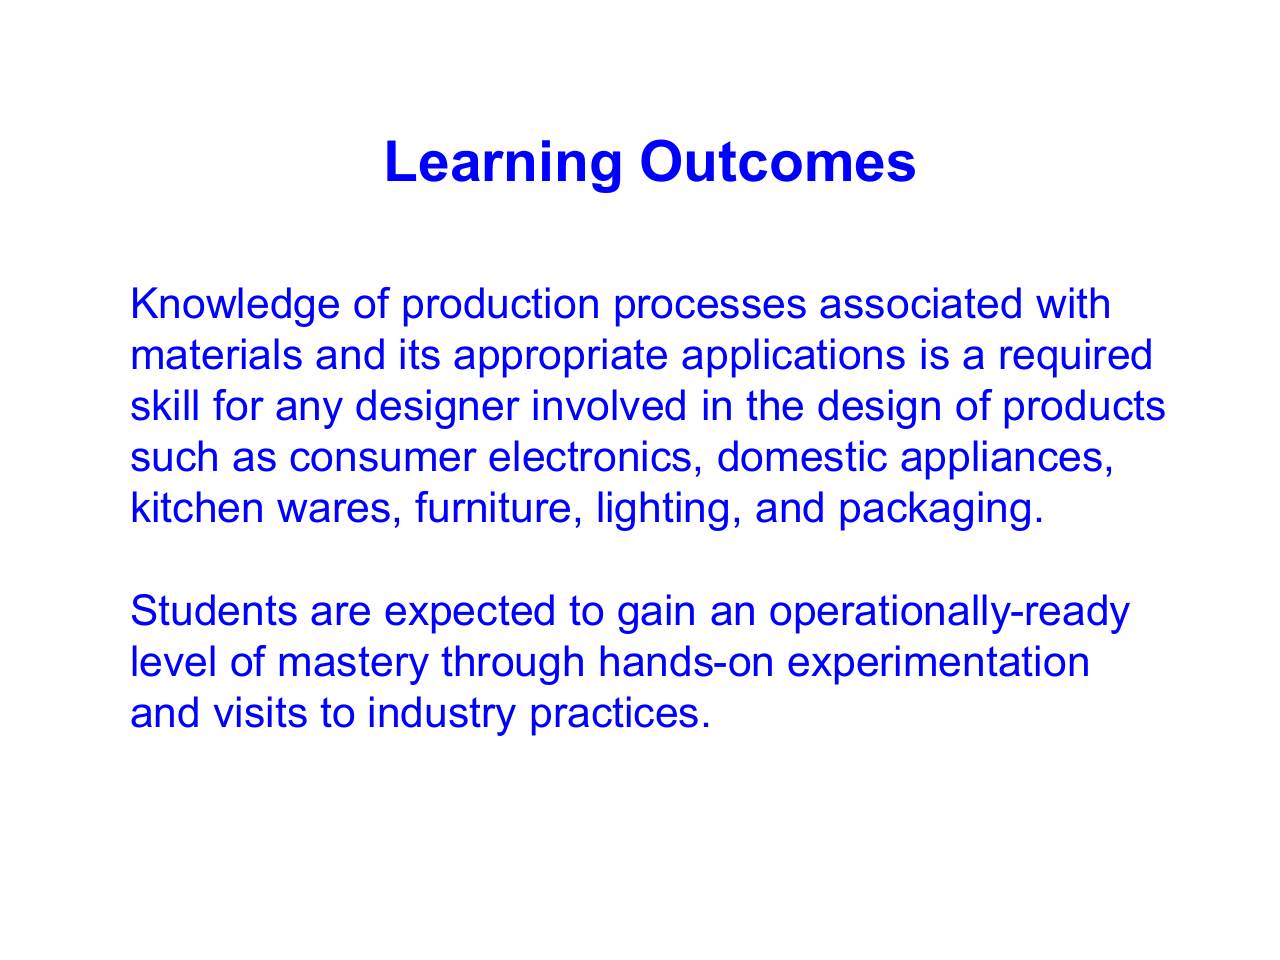 Learning Outcomes
Knowledge of production processes associated with
materials and its appropriate applications is a required
skill for any designer involved in the design of products
such as consumer electronics, domestic appliances,
kitchen wares, furniture, lighting, and packaging.
Students are expected to gain an operationally-ready
level of mastery through hands-on experimentation
and visits to industry practices.